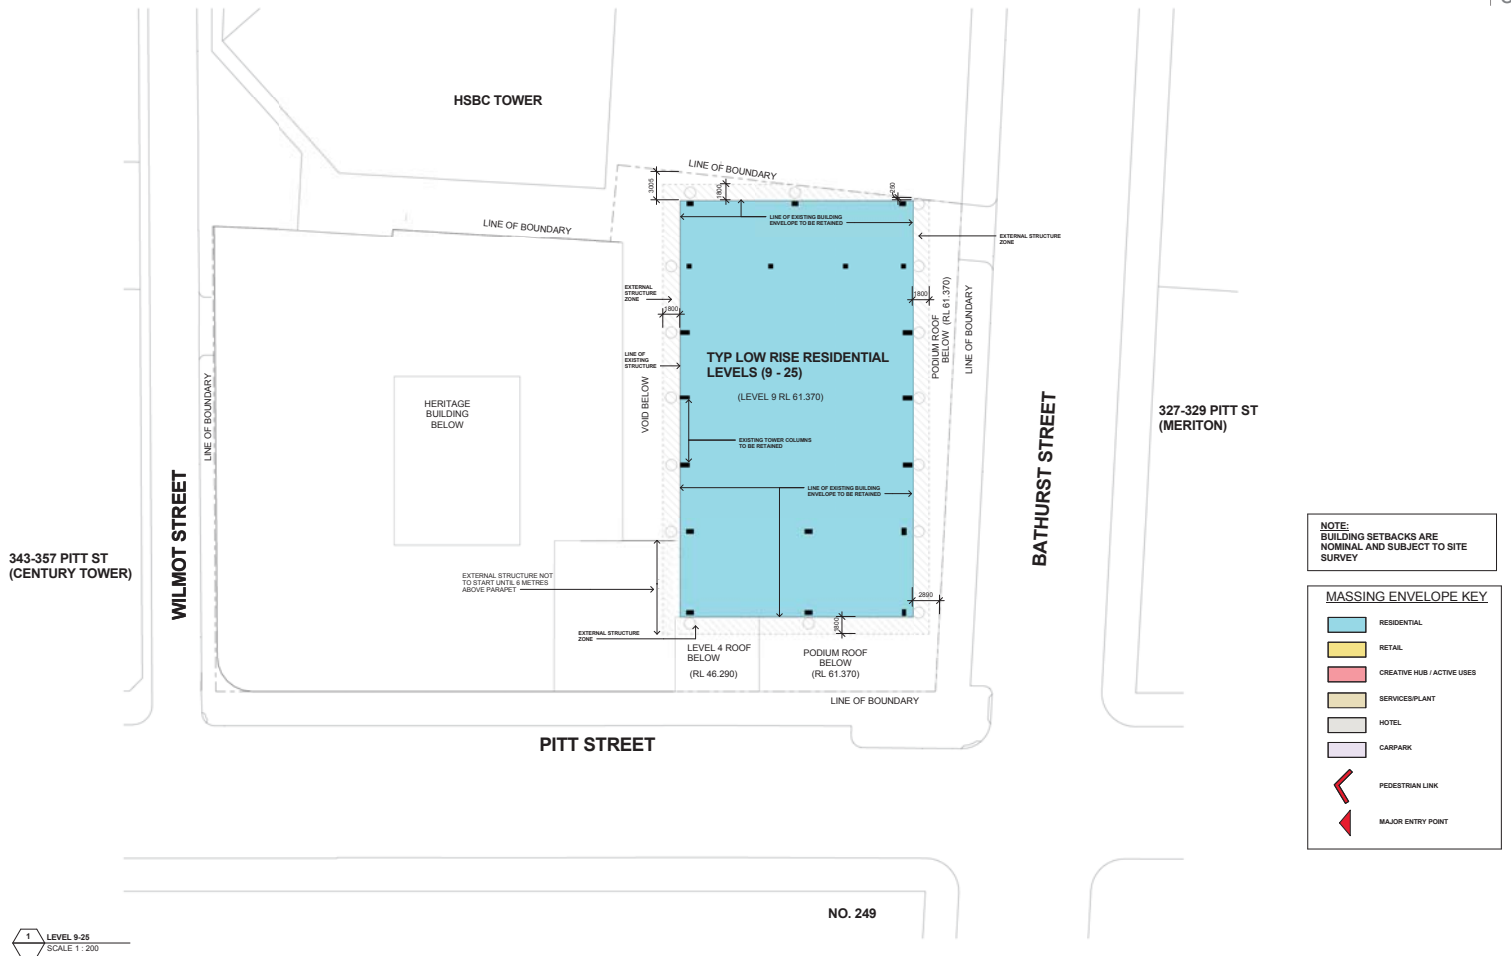 HSBC TOWER
LINE OF BOUNDARY
3005
1800
250
LINE OF EXISTING BUILDING
ENVELOPE TO BE RETAINED
LINE OF BOUNDARY
EXTERNAL STRUCTURE
ZONE
EXTERNAL
STRUCTURE
ZONE
1800
1800
PODIUM ROOF
BELOW (RL 61.370)
LINE OF BOUNDARY
LINE OF
EXISTING
STRUCTURE
TYP LOW RISE RESIDENTIAL
LEVELS (9 - 25)
(LEVEL 9 RL 61.370)
VOID BELOW
LINE OF BOUNDARY
HERITAGE
BUILDING
BELOW
EXISTING TOWER COLUMNS
TO BE RETAINED
327-329 PITT ST
(MERITON)
BATHURST STREET
WILMOT STREET
LINE OF EXISTING BUILDING
ENVELOPE TO BE RETAINED
343-357 PITT ST
(CENTURY TOWER)
EXTERNAL STRUCTURE NOT
TO START UNTIL 6 METRES
ABOVE PARAPET
2890
1800
EXTERNAL STRUCTURE
ZONE
LEVEL 4 ROOF
BELOW
(RL 46.290)
PODIUM ROOF
BELOW
(RL 61.370)
LINE OF BOUNDARY
PITT STREET
NO. 249
NOTE:
BUILDING SETBACKS ARE
NOMINAL AND SUBJECT TO SITE
SURVEY
MASSING ENVELOPE KEY
RESIDENTIAL
RETAIL
CREATIVE HUB / ACTIVE USES
SERVICES/PLANT
HOTEL
CARPARK
PEDESTRIAN LINK
MAJOR ENTRY POINT
1
LEVEL 9-25
SCALE 1 : 200